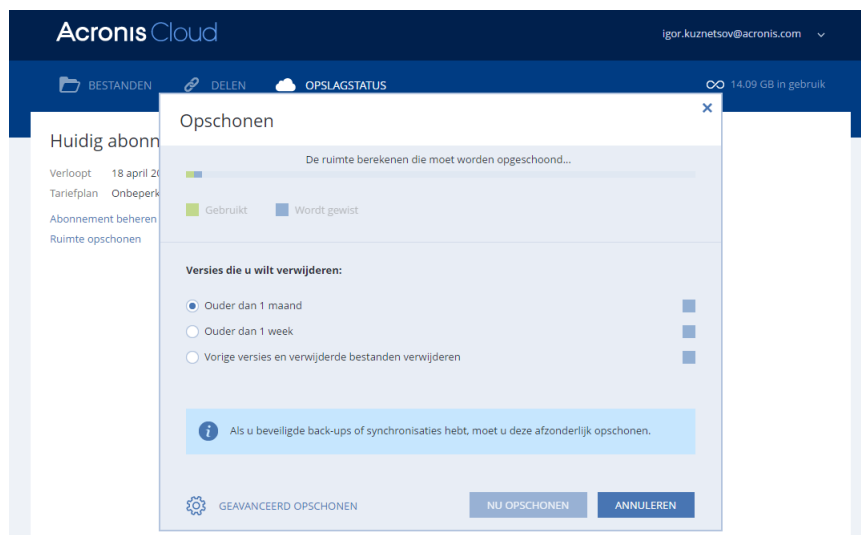 Acronis Cloud
igor.kuznetsov@acronis.com
BESTANDEN
DELEN
OPSLAGSTATUS
14.09 GB in gebruik
Huidig abonn
Verloopt 18 april 20
Tariefplan Onbeperk
Abonnement beheren
Ruimte opschonen
Opschonen
De ruimte berekenen die moet worden opgeschoond...
Gebruikt
Wordt gewist
Versies die u wilt verwijderen:
Ouder dan 1 maand
Ouder dan 1 week
Vorige versies en verwijderde bestanden verwijderen
Als u beveiligde back-ups of synchronisaties hebt, moet u deze afzonderlijk opschonen.
GEAVANCEERD OPSCHONEN
NU OPSCHONEN
ANNULEREN